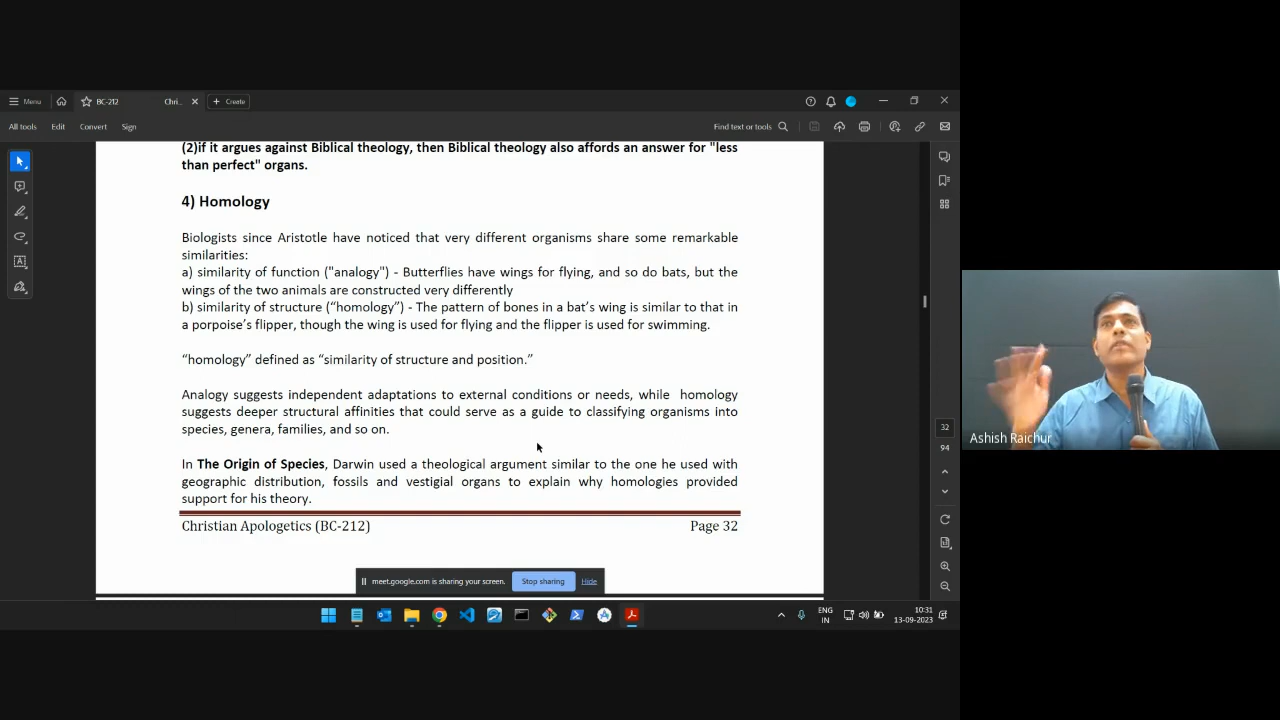 Menu
BC-212
Chri...
Create
All tools
Edit
Convert
Sign
Find text or tools
(2)if it argues against Biblical theology, then Biblical theology also affords an answer for "less
than perfect" organs.
4) Homology
Biologists since Aristotle have noticed that very different organisms share some remarkable
similarities:
a) similarity of function ("analogy") - Butterflies have wings for flying, and so do bats, but the
wings of the two animals are constructed very differently
b) similarity of structure (“homology”) - The pattern of bones in a bat’s wing is similar to that in
a porpoise’s flipper, though the wing is used for flying and the flipper is used for swimming.
“homology” defined as “similarity of structure and position.”
Analogy suggests independent adaptations to external conditions or needs, while homology
suggests deeper structural affinities that could serve as a guide to classifying organisms into
species, genera, families, and so on.
In The Origin of Species, Darwin used a theological argument similar to the one he used with
geographic distribution, fossils and vestigial organs to explain why homologies provided
support for his theory.
Christian Apologetics (BC-212)
Page 32
32
94
Ashish Raichur
meet.google.com is sharing your screen.
Stop sharing
Hide
ENG
IN
10:31
13-09-2023